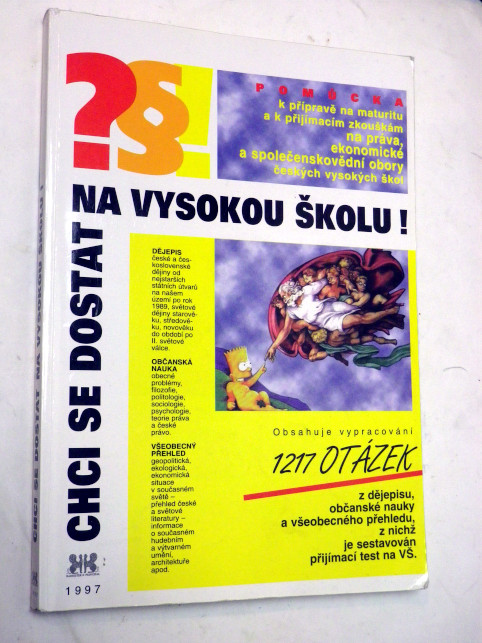 ?§!
POMŮCKA
k přípravě na maturitu
a k přijímacím zkouškám
na práva,
ekonomické
a společenskovědní obory
českých vysokých škol
CHCI SE DOSTAT
NA VYSOKOU ŠKOLU !
DĚJEPIS
české a čes-
koslovenské
dějiny od
nejstarších
státních útvarů
na našem
území po rok
1989, světové
dějiny starově-
ku, středově-
ku, novověku
do období po
II. světové
válce.
OBČANSKÁ
NAUKA
obecné
problémy,
filozofie,
politologie,
sociologie,
psychologie,
teorie práva
a české
právo.
VŠEOBECNÝ
PŘEHLED
geopolitická,
ekologická,
ekonomická
situace
v současném
světě –
přehled české
a světové
literatury –
informace
o současném
hudebním
a výtvarném
umění,
architektuře
apod.
Obsahuje vypracování
1217 OTÁZEK
z dějepisu,
občanské nauky
a všeobecného přehledu,
z nichž
je sestavován
přijímací test na VŠ.
1997
CHCI SE DOSTAT NA VYSOKOU ŠKOLU !